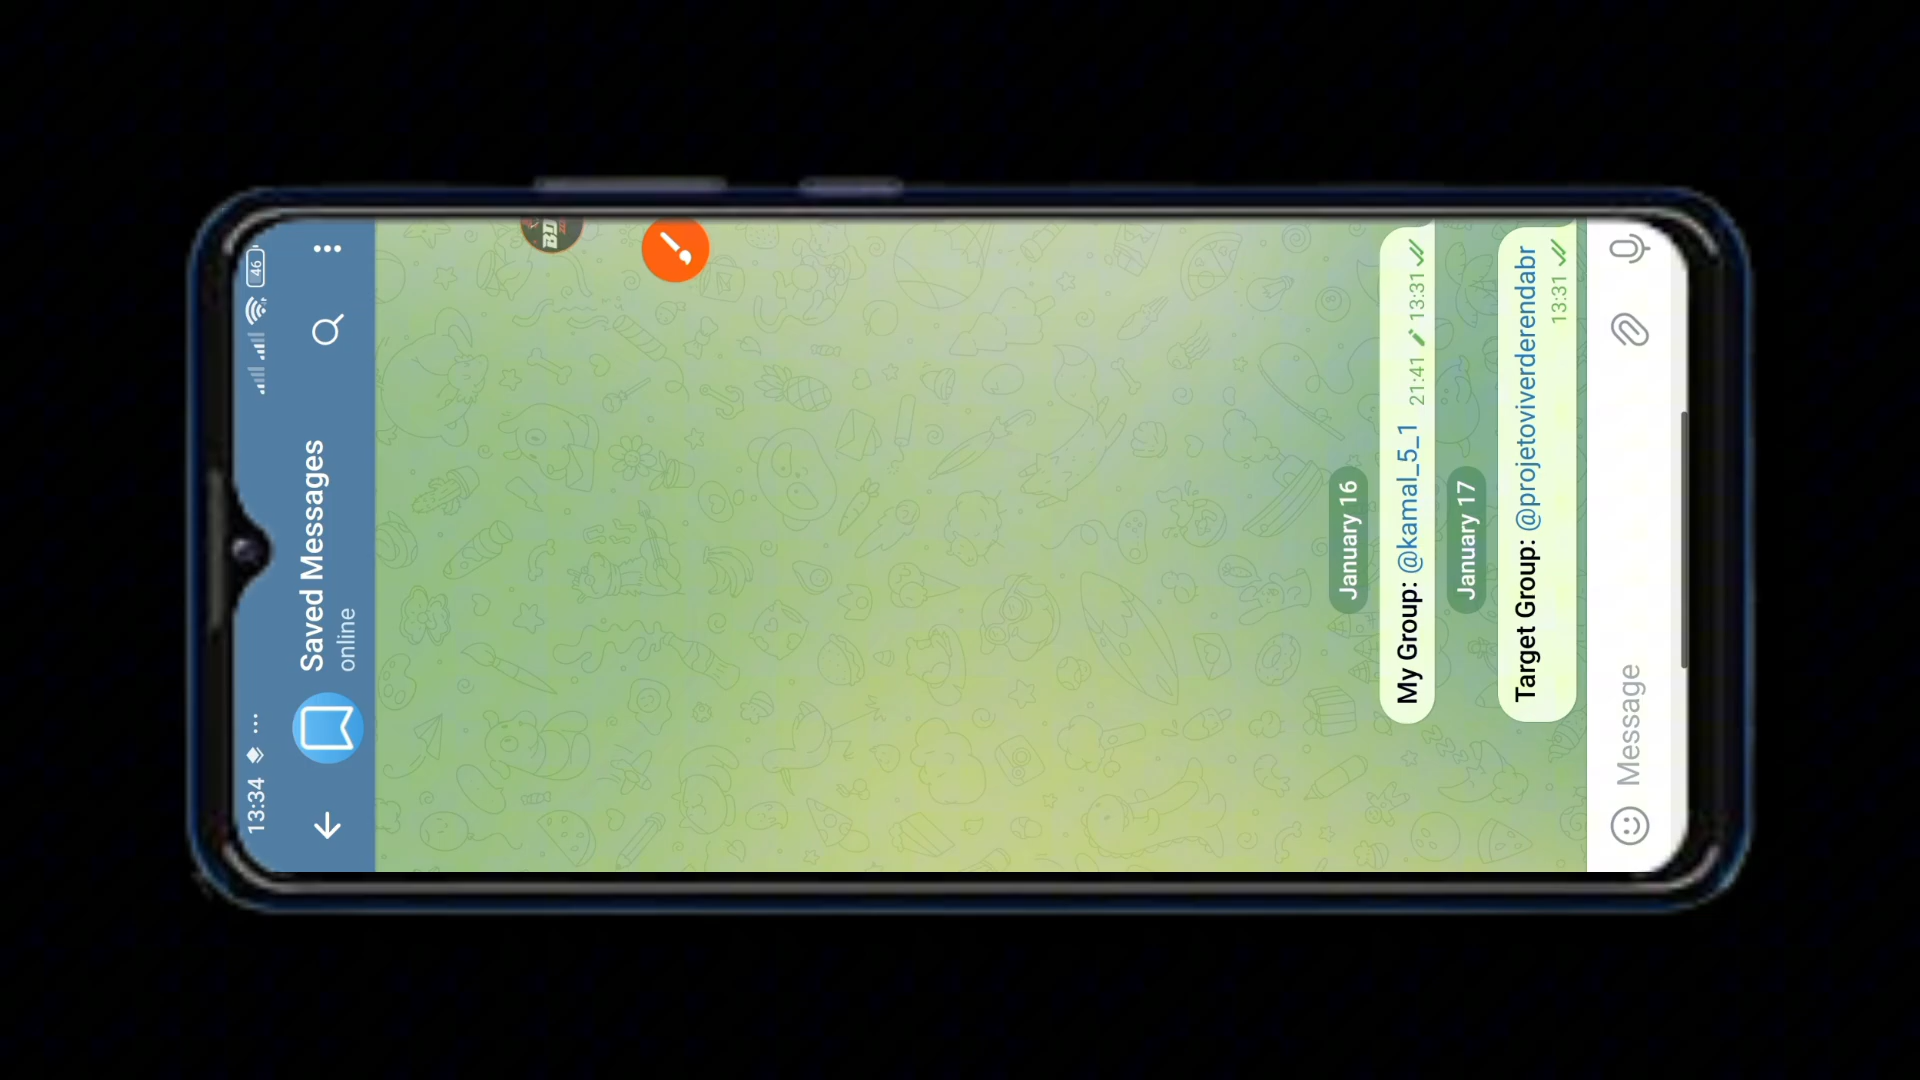 13:34
46
Saved Messages
online
BD
January 16
My Group: @kamal_5_1 21:41 13:31
January 17
Target Group: @projetoviverderendabr
13:31
Message